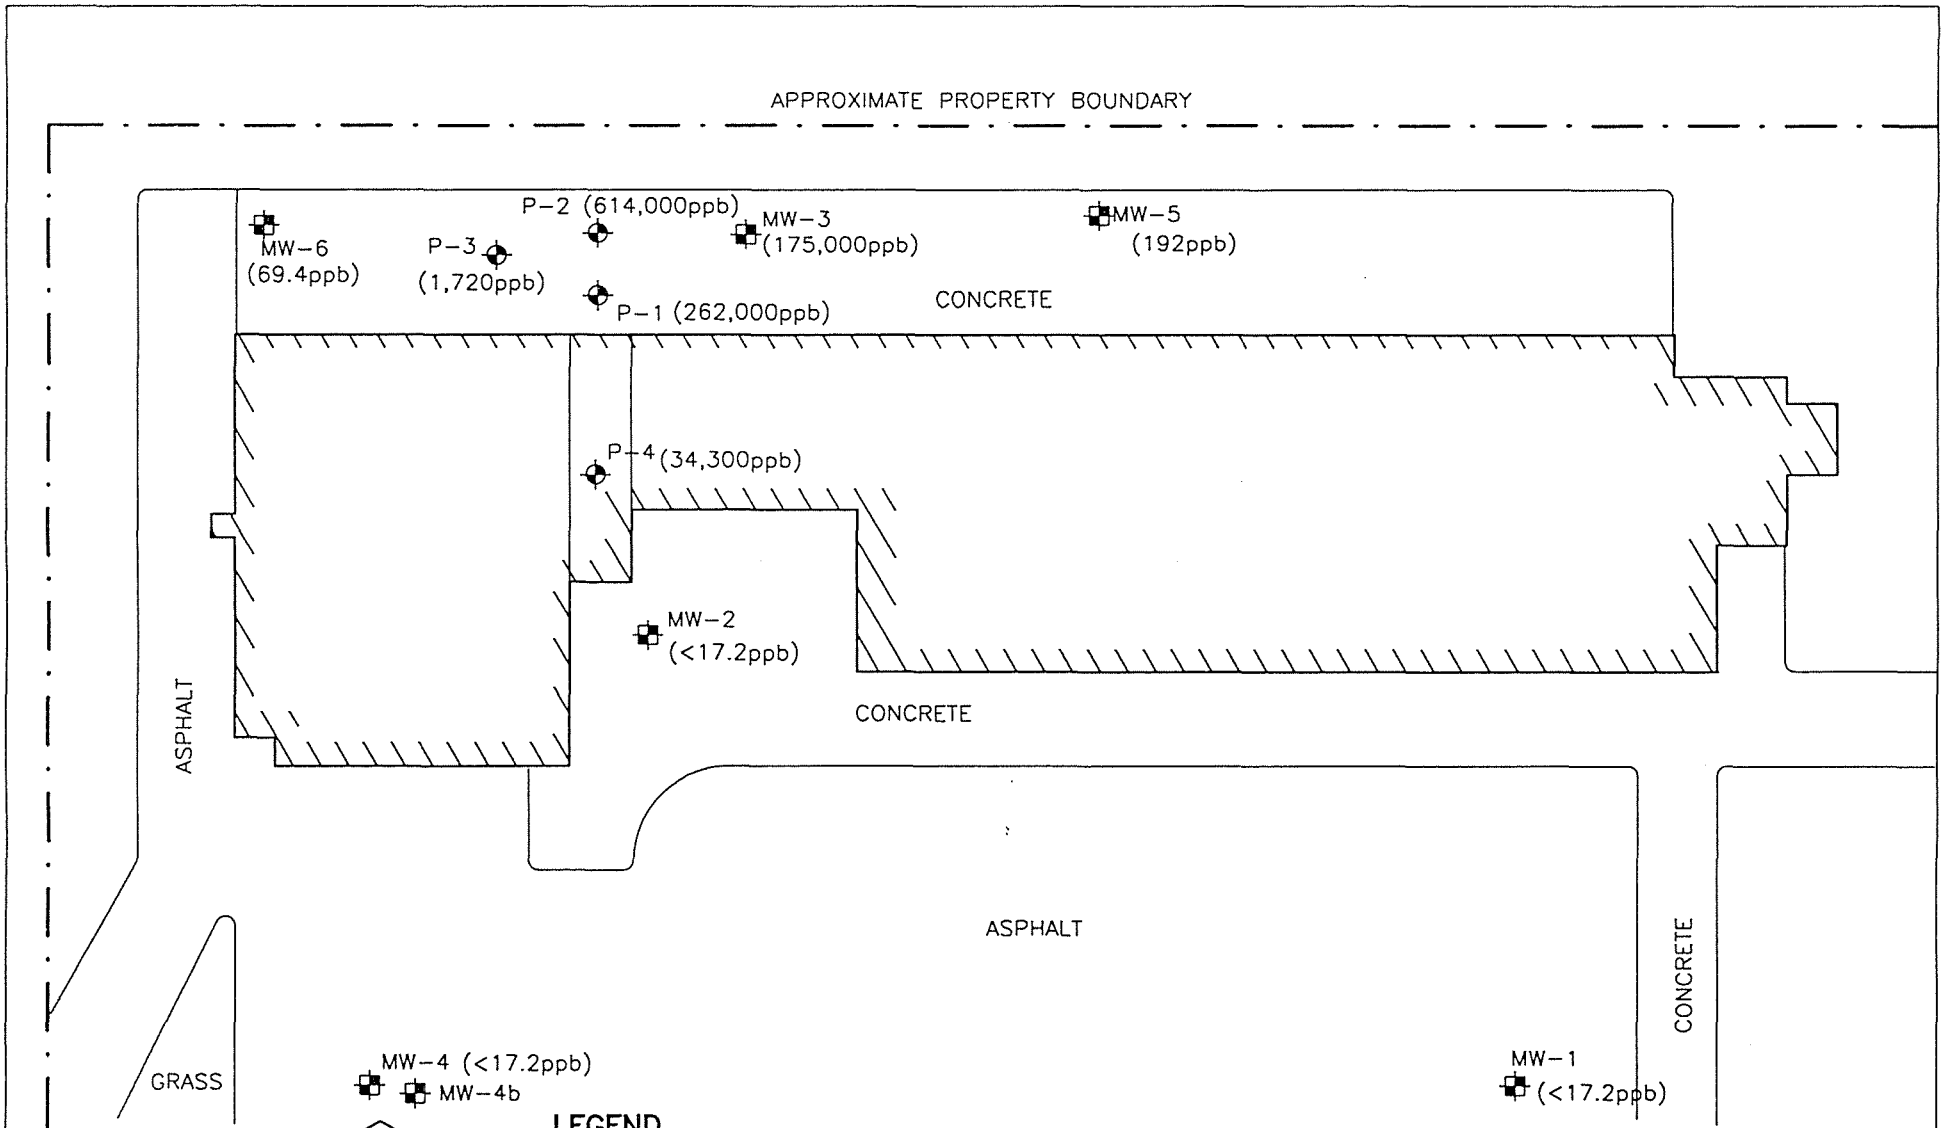 APPROXIMATE PROPERTY BOUNDARY
P-2 (614,000ppb)
MW-3
(175,000ppb)
MW-5
(192ppb)
MW-6
(69.4ppb)
P-3
(1,720ppb)
P-1 (262,000ppb)
CONCRETE
P-4 (34,300ppb)
MW-2
(<17.2ppb)
ASPHALT
CONCRETE
ASPHALT
CONCRETE
GRASS
MW-4 (<17.2ppb)
MW-4b
MW-1
(<17.2ppb)
LEGEND